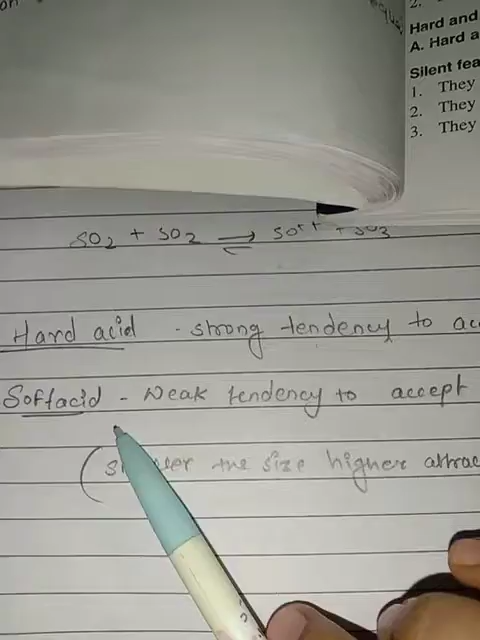 2.
Hard and
A. Hard a
Silent fea
1. They
2. They
3. They
SO2 + SO2 ⇌ SO++ + SO3
Hard acid - strong tendency to ac
Softacid - Weak tendency to accept
( the size higher attrac